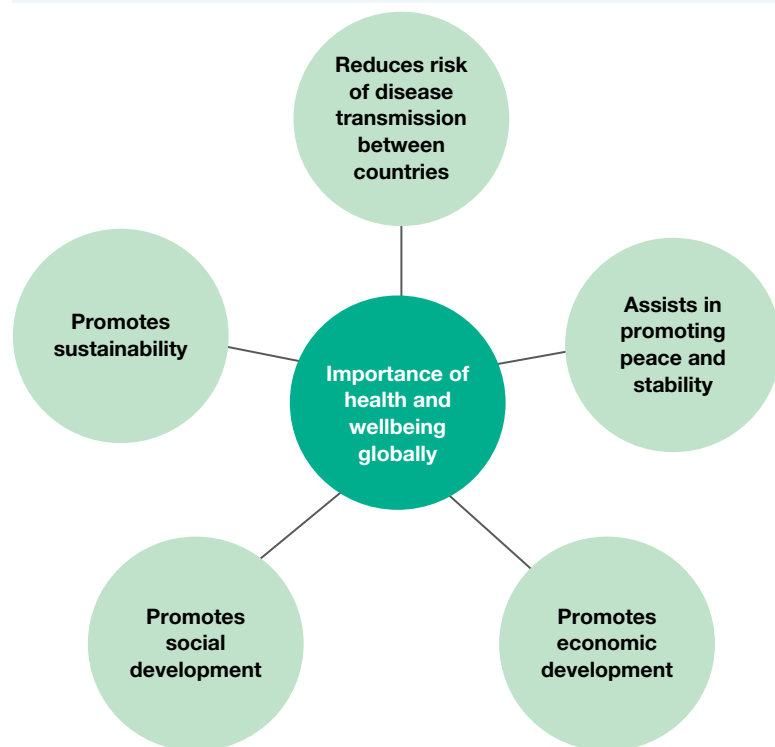 Reduces risk
of disease
transmission
between
countries
Promotes
sustainability
Assists in
promoting
peace and
stability
Importance of
health and
wellbeing
globally
Promotes
social
development
Promotes
economic
development